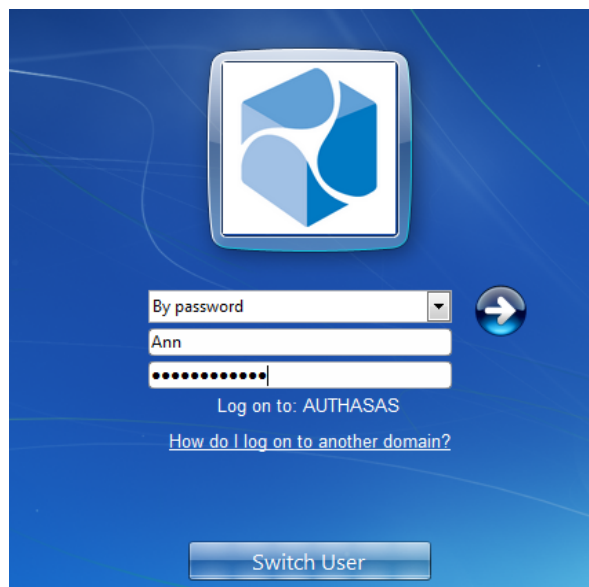 By password
Ann
••••••••••••
Log on to: AUTHASAS
How do I log on to another domain?
Switch User